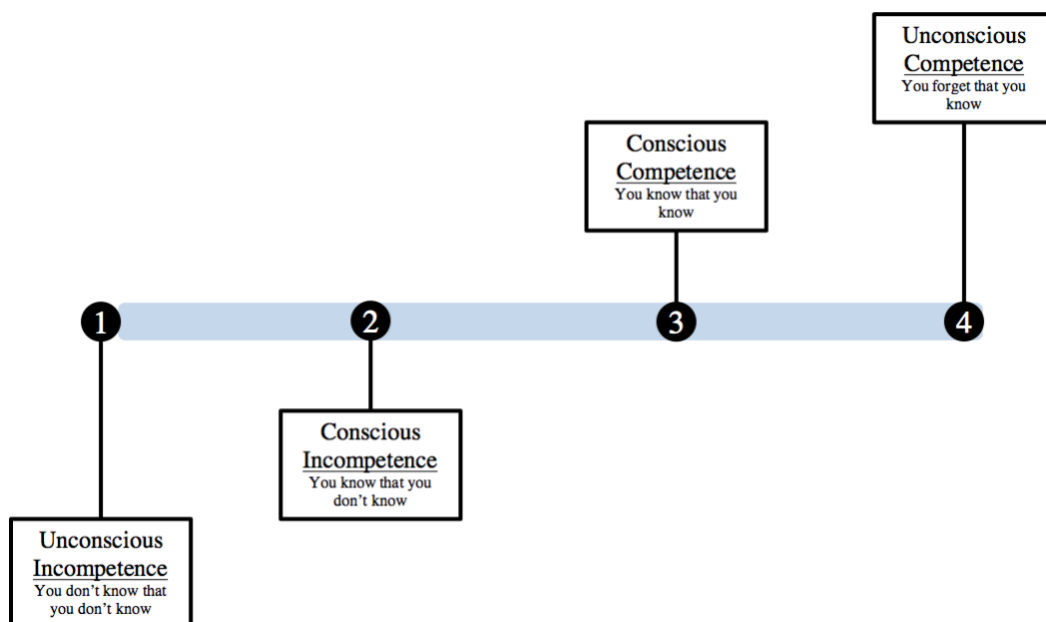 Unconscious
Competence
You forget that you
know
Conscious
Competence
You know that you
know
1
2
3
4
Conscious
Incompetence
You know that you
don’t know
Unconscious
Incompetence
You don’t know that
you don’t know